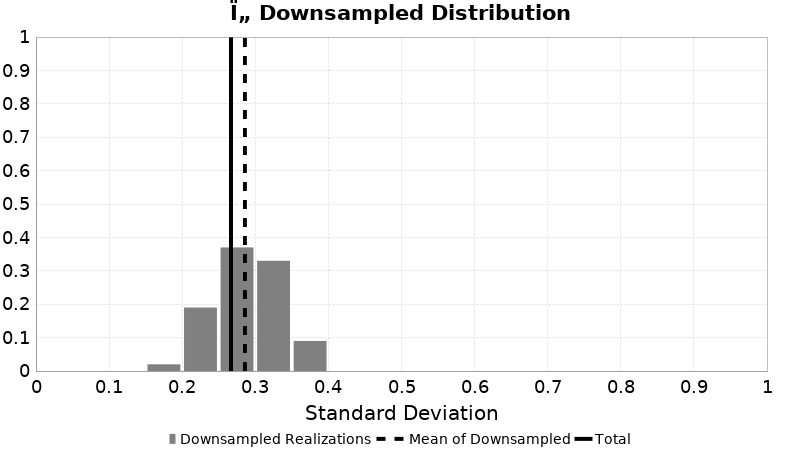 Ï„ Downsampled Distribution
1
0.9
0.8
0.7
0.6
0.5
0.4
0.3
0.2
0.1
0
0 0.1 0.2 0.3 0.4 0.5 0.6 0.7 0.8 0.9 1
Standard Deviation
Downsampled Realizations Mean of Downsampled Total